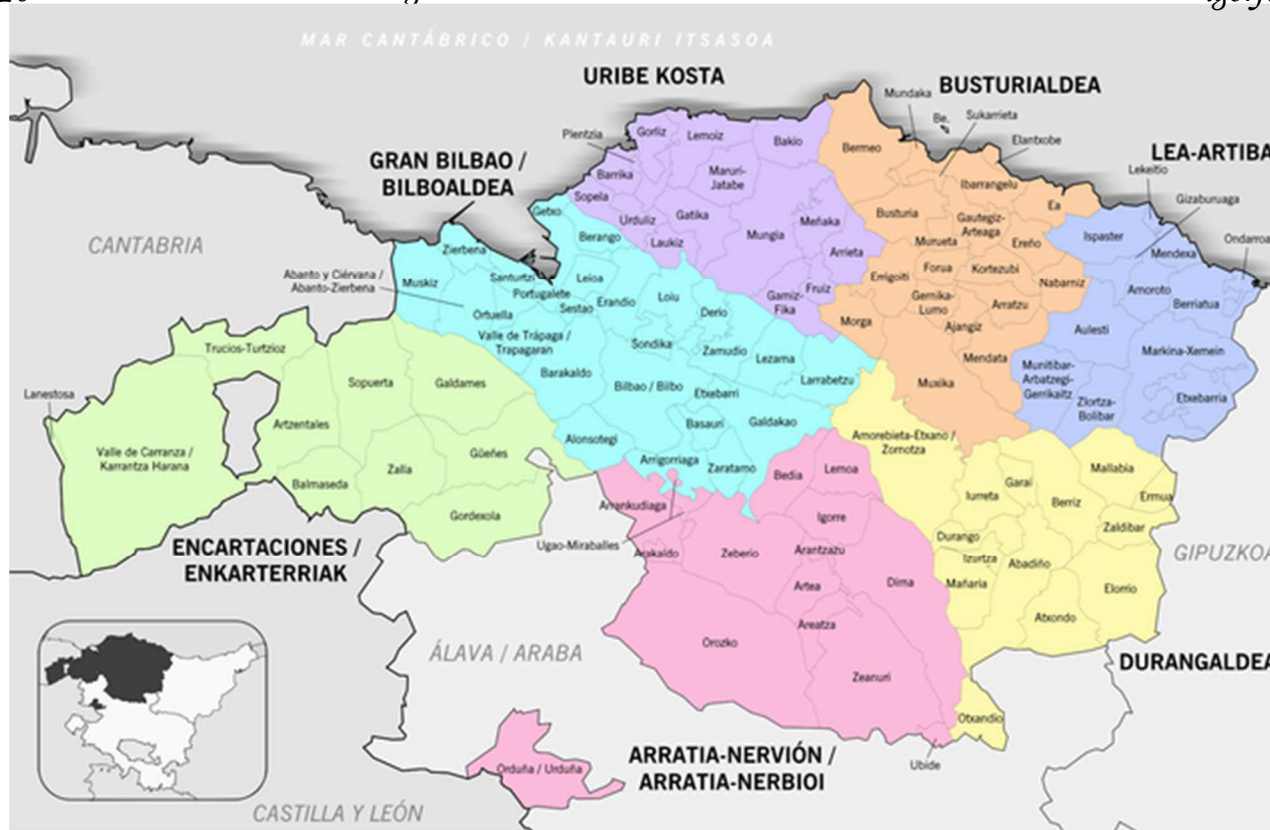 MAR CANTÁBRICO / KANTAURI ITSASOA
URIBE KOSTA
BUSTURIALDEA
Mundaka
Be.
Sukarrieta
Elantxobe
LEA-ARTIBA
Lekeitio
Gizaburuaga
Ondarroa
GRAN BILBAO /
BILBOALDEA
Plentzia
Gorliz
Lemoiz
Bakio
Barrika
Maruri-
Jatabe
Sopela
Urduliz
Gatika
Laukiz
Mungia
Meñaka
Arrieta
Gamiz-
Fika
Fruiz
Bermeo
Ibarrangelu
Ea
Busturia
Gautegiz-
Arteaga
Murueta
Ereño
Errigoiti
Forua
Kortezubi
Nabarniz
Gernika-
Lumo
Arratzu
Morga
Ajangiz
Mendata
Muxika
Ispaster
Mendexa
Amoroto
Berriatua
Aulesti
Markina-Xemein
Munitibar-
Arbatzegi-
Gerrikaitz
Ziortza-
Bolibar
Etxebarria
CANTABRIA
Abanto y Ciérvana /
Abanto-Zierbena
Getxo
Berango
Zierbena
Muskiz
Santurtzi
Portugalete
Leioa
Sestao
Erandio
Loiu
Derio
Ortuella
Valle de Trápaga /
Trapagaran
Sondika
Zamudio
Lezama
Larrabetzu
Barakaldo
Bilbao / Bilbo
Etxebarri
Basauri
Galdakao
Alonsotegi
Arrigorriaga
Zaratamo
Trucios-Turtzioz
Lanestosa
Sopuerta
Galdames
Artzentales
Valle de Carranza /
Karrantza Harana
Zalla
Güeñes
Balmaseda
Gordexola
ENCARTACIONES /
ENKARTERRIAK
Bedia
Lemoa
Arrankudiaga
Igorre
Ugao-Miraballes
Arakaldo
Zeberio
Arantzazu
Artea
Dima
Areatza
Orozko
Zeanuri
Ubide
Orduña / Urduña
ARRATIA-NERVIÓN /
ARRATIA-NERBIOI
Amorebieta-Etxano /
Zornotza
Mallabia
Iurreta
Garai
Berriz
Ermua
Zaldibar
Durango
Izurtza
Abadiño
Mañaria
Elorrio
Atxondo
Otxandio
DURANGALDEA
GIPUZKOA
ÁLAVA / ARABA
CASTILLA Y LEÓN